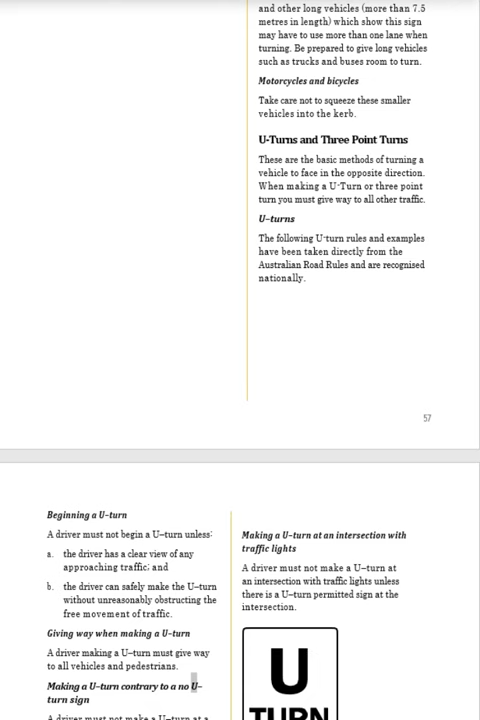 and other long vehicles (more than 7.5
metres in length) which show this sign
may have to use more than one lane when
turning. Be prepared to give long vehicles
such as trucks and buses room to turn.
Motorcycles and bicycles
Take care not to squeeze these smaller
vehicles into the kerb.
U-Turns and Three Point Turns
These are the basic methods of turning a
vehicle to face in the opposite direction.
When making a U-Turn or three point
turn you must give way to all other traffic.
U-turns
The following U-turn rules and examples
have been taken directly from the
Australian Road Rules and are recognised
nationally.
57
Beginning a U-turn
A driver must not begin a U–turn unless:
a. the driver has a clear view of any
approaching traffic; and
b. the driver can safely make the U–turn
without unreasonably obstructing the
free movement of traffic.
Giving way when making a U–turn
A driver making a U–turn must give way
to all vehicles and pedestrians.
Making a U–turn contrary to a no U–
turn sign
A driver must not make a U–turn at a
Making a U–turn at an intersection with
traffic lights
A driver must not make a U–turn at
an intersection with traffic lights unless
there is a U–turn permitted sign at the
intersection.
U
TURN